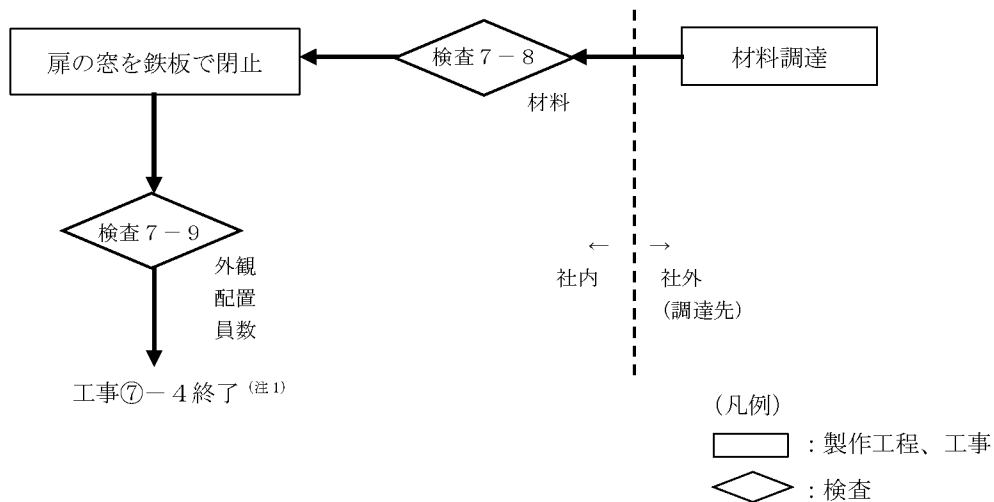 扉の窓を鉄板で閉止
検査7-8
材料
材料調達
検査7-9
外観
配置
員数
← →
社内
社外
(調達先)
工事⑦-4終了(注1)
(凡例)
:製作工程、工事
:検査